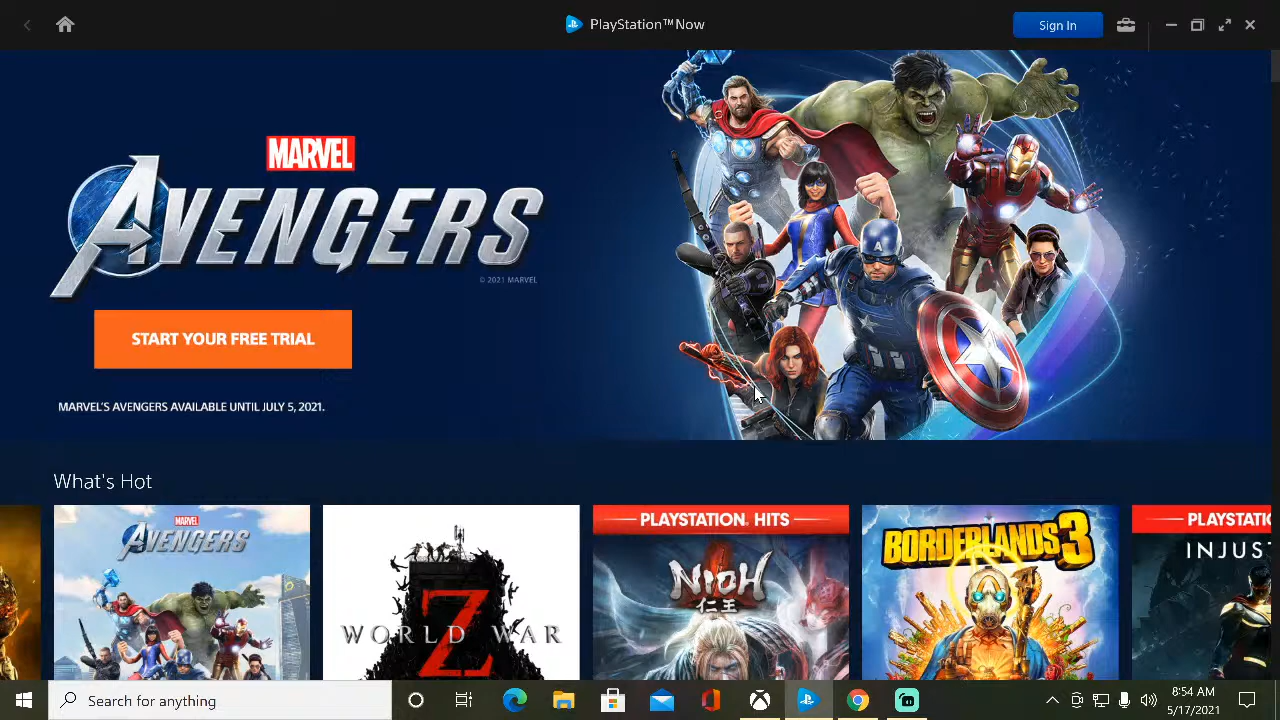 PlayStation™Now
Sign In
MARVEL
AVENGERS
© 2021 MARVEL
START YOUR FREE TRIAL
MARVEL'S AVENGERS AVAILABLE UNTIL JULY 5, 2021.
What's Hot
MARVEL
AVENGERS
WORLD WAR
Z
PLAYSTATION HITS
NIOH
仁王
BORDERLANDS 3
PLAYSTATIO
INJUS
Search for anything
8:54 AM
5/17/2021